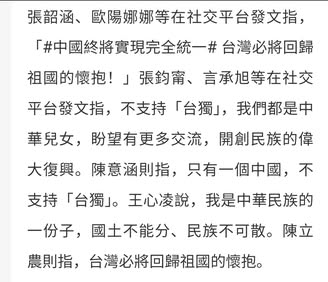 張韶涵、歐陽娜娜等在社交平台發文指，
「#中國終將實現完全統一# 台灣必將回歸
祖國的懷抱！」張鈞甯、言承旭等在社交
平台發文指，不支持「台獨」，我們都是中
華兒女，盼望有更多交流，開創民族的偉
大復興。陳意涵則指，只有一個中國，不
支持「台獨」。王心凌說，我是中華民族的
一份子，國土不能分、民族不可散。陳立
農則指，台灣必將回歸祖國的懷抱。